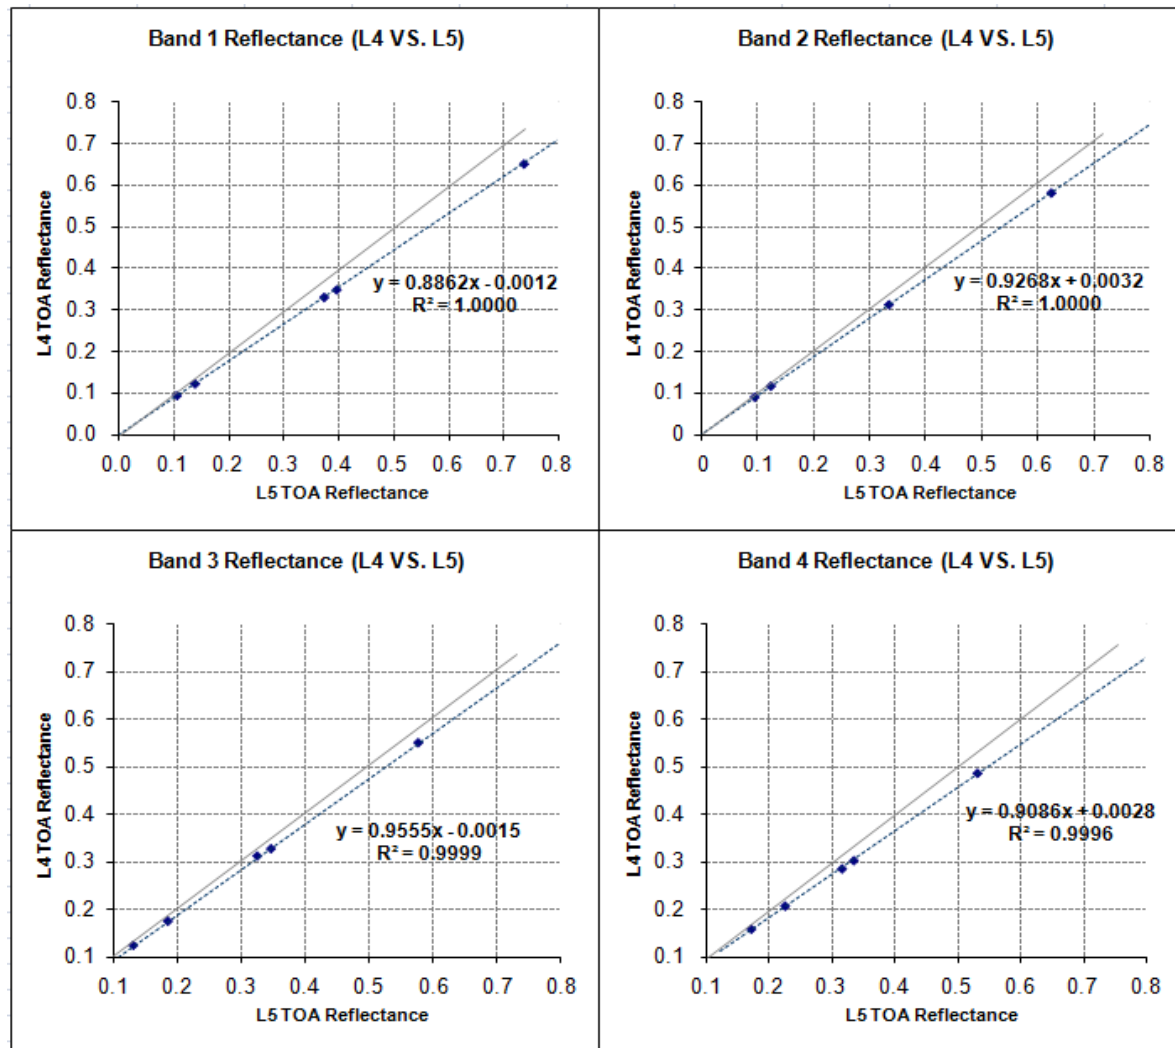 Band 1 Reflectance (L4 VS. L5)
0.8
0.7
0.6
0.5
0.4
0.3
0.2
0.1
0.0
L4 TOA Reflectance
y = 0.8862x - 0.0012
R² = 1.0000
0.0 0.1 0.2 0.3 0.4 0.5 0.6 0.7 0.8
L5 TOA Reflectance
Band 2 Reflectance (L4 VS. L5)
0.8
0.7
0.6
0.5
0.4
0.3
0.2
0.1
0
L4 TOA Reflectance
y = 0.9268x + 0.0032
R² = 1.0000
0 0.1 0.2 0.3 0.4 0.5 0.6 0.7 0.8
L5 TOA Reflectance
Band 3 Reflectance (L4 VS. L5)
0.8
0.7
0.6
0.5
0.4
0.3
0.2
0.1
L4 TOA Reflectance
y = 0.9555x - 0.0015
R² = 0.9999
0.1 0.2 0.3 0.4 0.5 0.6 0.7 0.8
L5 TOA Reflectance
Band 4 Reflectance (L4 VS. L5)
0.8
0.7
0.6
0.5
0.4
0.3
0.2
0.1
L4 TOA Reflectance
y = 0.9086x + 0.0028
R² = 0.9996
0.1 0.2 0.3 0.4 0.5 0.6 0.7 0.8
L5 TOA Reflectance